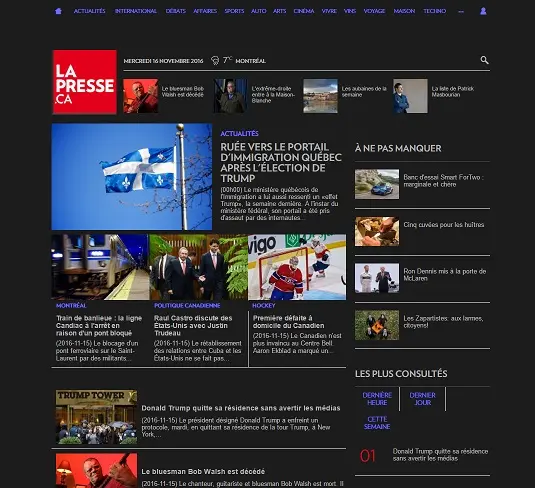 ACTUALITÉS INTERNATIONAL DÉBATS AFFAIRES SPORTS AUTO ARTS CINÉMA VIVRE VINS VOYAGE MAISON TECHNO ...
LA
PRESSE
.CA
MERCREDI 16 NOVEMBRE 2016 7°C MONTRÉAL
Le bluesman Bob
Walsh est décédé
L'extrême-droite
entre à la Maison-
Blanche
Les aubaines de la
semaine
La liste de Patrick
Masbourian
ACTUALITÉS
RUÉE VERS LE PORTAIL
D'IMMIGRATION QUÉBEC
APRÈS L'ÉLECTION DE
TRUMP
(00h00) Le ministère québécois de
l'Immigration a lui aussi ressenti un «effet
Trump», la semaine dernière. À l'instar du
ministère fédéral, son portail a été pris
d'assaut par des internautes...
À NE PAS MANQUER
Banc d'essai Smart ForTwo :
marginale et chère
Cinq cuvées pour les huîtres
Ron Dennis mis à la porte de
McLaren
Les Zapartistes: aux larmes,
citoyens!
MONTRÉAL
Train de banlieue : la ligne
Candiac à l'arrêt en
raison d'un pont bloqué
(2016-11-15) Le blocage d'un
pont ferroviaire sur le Saint-
Laurent par des militants...
POLITIQUE CANADIENNE
Raul Castro discute des
États-Unis avec Justin
Trudeau
(2016-11-15) Le rétablissement
des relations entre Cuba et les
États-Unis ne se fait pas...
vigo
HOCKEY
Première défaite à
domicile du Canadien
(2016-11-15) Le Canadien n'est
plus invaincu au Centre Bell.
Aaron Ekblad a marqué un...
LES PLUS CONSULTÉS
DERNIÈRE
HEURE
DERNIER
JOUR
CETTE
SEMAINE
01
Donald Trump quitte sa résidence
sans avertir les médias
TRUMP TOWER
Donald Trump quitte sa résidence sans avertir les médias
(2016-11-15) Le président désigné Donald Trump a enfreint un
protocole, mardi, en quittant sa résidence de la tour Trump, à New
York,...
Le bluesman Bob Walsh est décédé
(2016-11-15) Le chanteur, guitariste et bluesman Bob Walsh est mort. Il